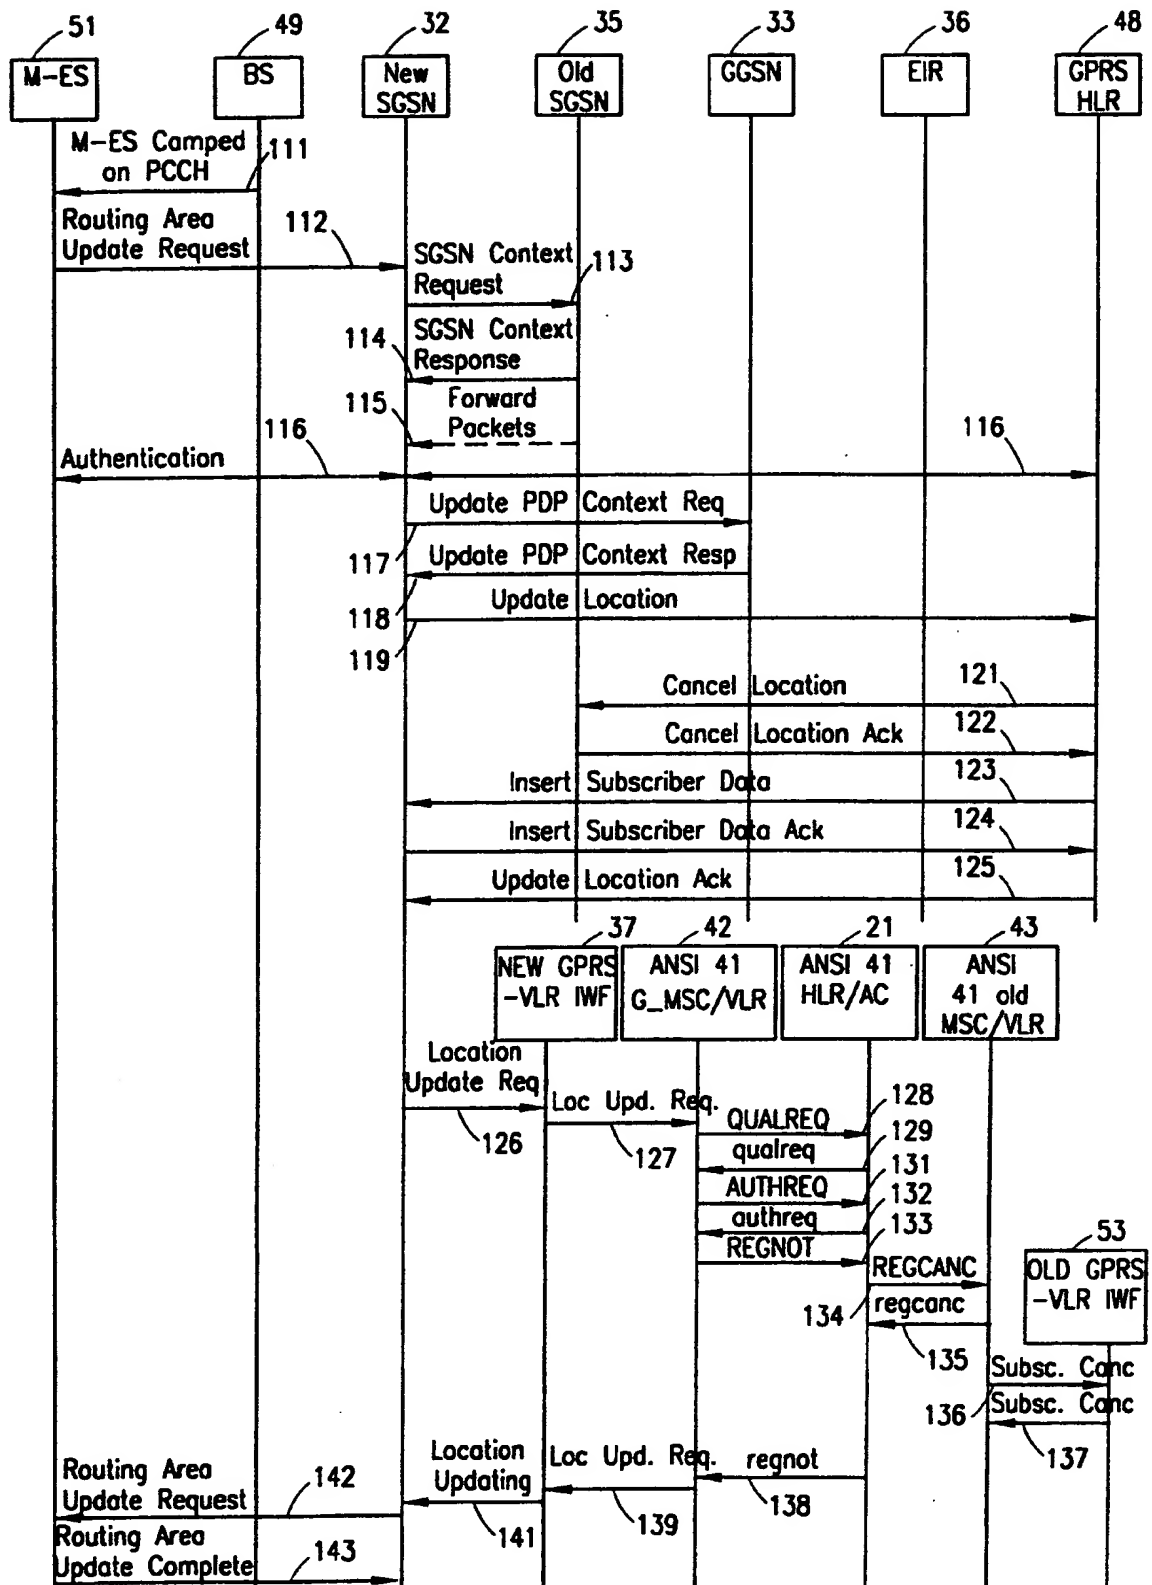 51
49
32
35
33
36
48
M-ES
BS
New
SGSN
Old
SGSN
GGSN
EIR
GPRS
HLR
M-ES Camped
on PCCH
111
Routing Area
Update Request
112
SGSN Context
Request
113
114
SGSN Context
Response
115
Forward
Packets
Authentication
116
116
Update PDP Context Req
117
Update PDP Context Resp
118
Update Location
119
Cancel Location
121
Cancel Location Ack
122
Insert Subscriber Data
123
Insert Subscriber Data Ack
124
Update Location Ack
125
37
42
21
43
NEW GPRS
-VLR IWF
ANSI 41
G_MSC/VLR
ANSI 41
HLR/AC
ANSI
41 old
MSC/VLR
Location
Update Req
126
Loc Upd. Req.
127
QUALREQ
128
qualreq
129
AUTHREQ
131
authreq
132
REGNOT
133
53
OLD GPRS
-VLR IWF
REGCANC
134
regcanc
135
Subsc. Canc
136
Subsc. Canc
137
regnot
138
Loc Upd. Req.
139
Location
Updating
141
Routing Area
Update Request
142
Routing Area
Update Complete
143